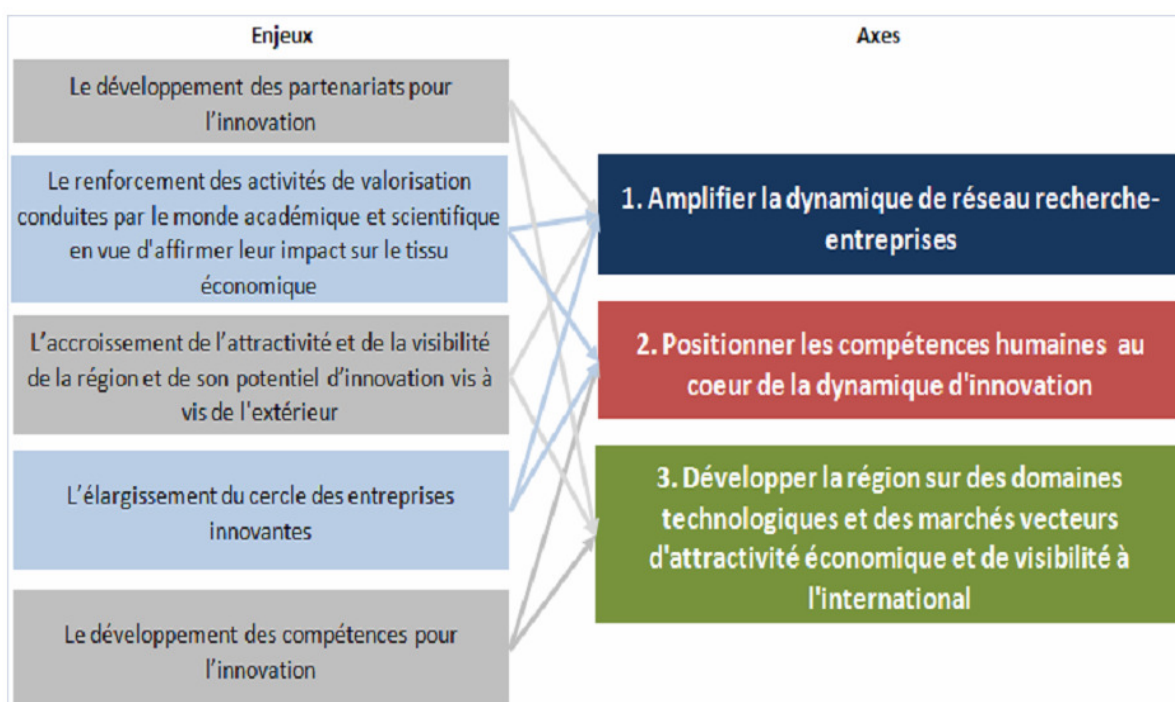 Enjeux
Axes
Le développement des partenariats pour
l'innovation
Le renforcement des activités de valorisation
conduites par le monde académique et scientifique
en vue d'affirmer leur impact sur le tissu
économique
L'accroissement de l'attractivité et de la visibilité
de la région et de son potentiel d'innovation vis à
vis de l'extérieur
L'élargissement du cercle des entreprises
innovantes
Le développement des compétences pour
l'innovation
1. Amplifier la dynamique de réseau recherche-
entreprises
2. Positionner les compétences humaines au
coeur de la dynamique d'innovation
3. Développer la région sur des domaines
technologiques et des marchés vecteurs
d'attractivité économique et de visibilité à
l'international